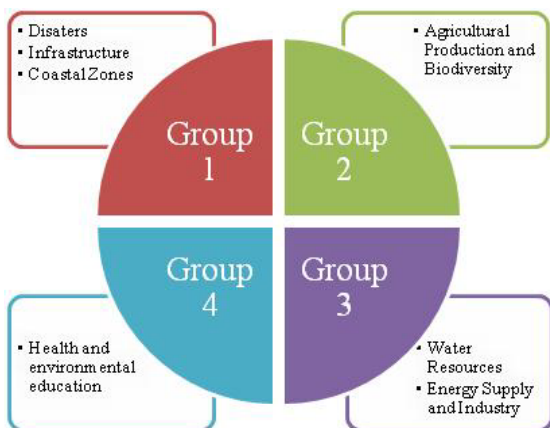 ▪ Disaters
▪ Infrastructure
▪ Coastal Zones
▪ Agricultural
Production and
Biodiversity
Group
1
Group
2
Group
4
Group
3
▪ Health and
environmental
education
▪ Water
Resources
▪ Energy Supply
and Industry